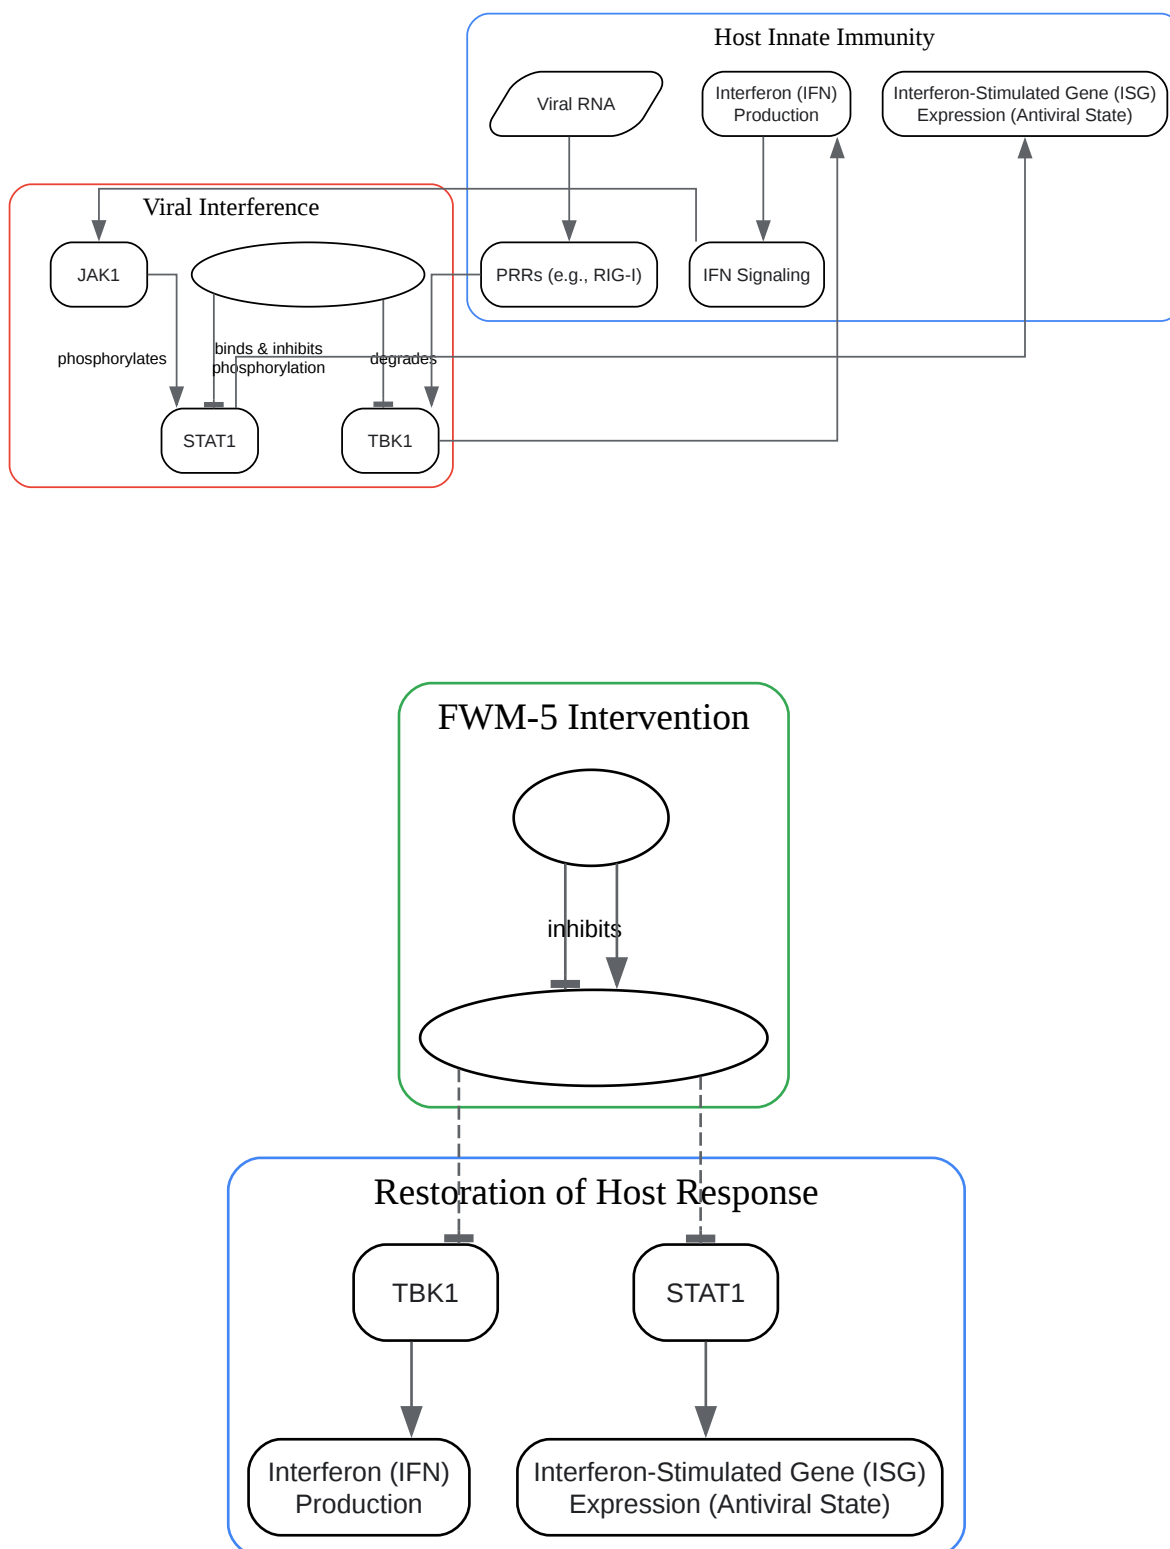 Host Innate Immunity
Viral RNA
Interferon (IFN)
Production
Interferon-Stimulated Gene (ISG)
Expression (Antiviral State)
Viral Interference
JAK1
PRRs (e.g., RIG-I)
IFN Signaling
phosphorylates
binds & inhibits
phosphorylation
degrades
STAT1
TBK1
FWM-5 Intervention
inhibits
Restoration of Host Response
TBK1
STAT1
Interferon (IFN)
Production
Interferon-Stimulated Gene (ISG)
Expression (Antiviral State)